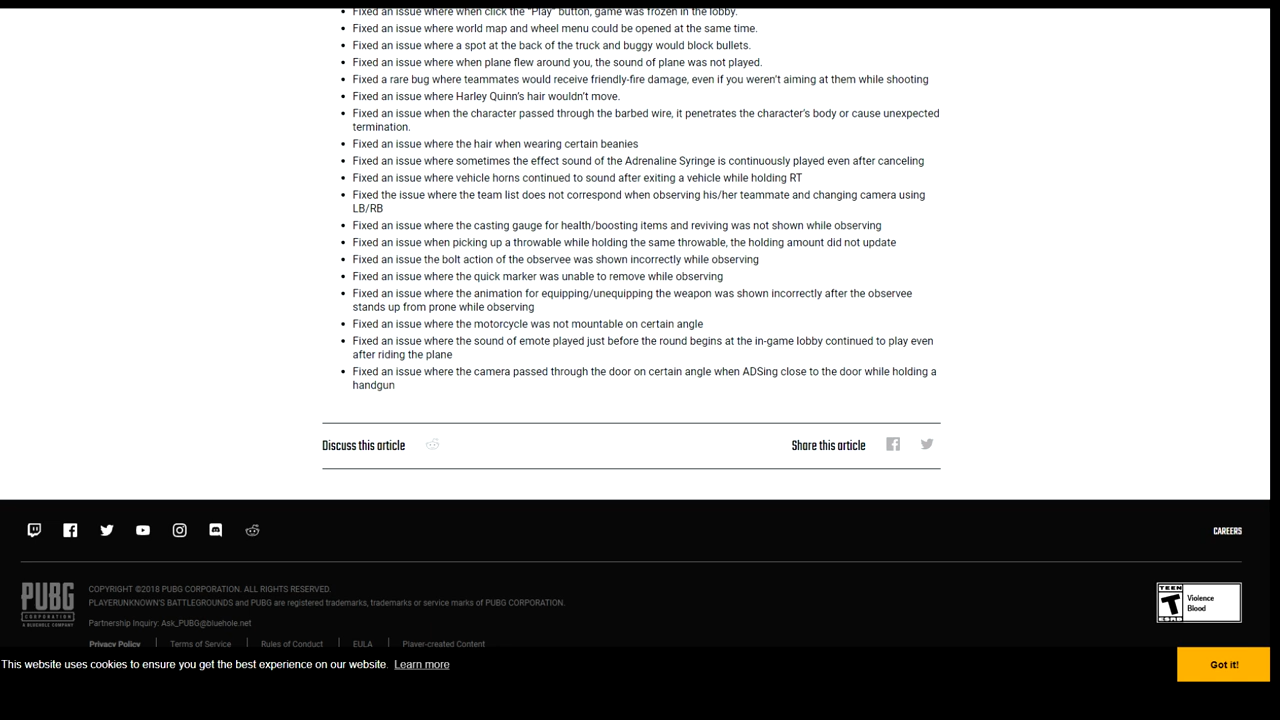 • Fixed an issue where when click the “Play” button, game was frozen in the lobby.
• Fixed an issue where world map and wheel menu could be opened at the same time.
• Fixed an issue where a spot at the back of the truck and buggy would block bullets.
• Fixed an issue where when plane flew around you, the sound of plane was not played.
• Fixed a rare bug where teammates would receive friendly-fire damage, even if you weren’t aiming at them while shooting
• Fixed an issue where Harley Quinn’s hair wouldn’t move.
• Fixed an issue when the character passed through the barbed wire, it penetrates the character’s body or cause unexpected
termination.
• Fixed an issue where the hair when wearing certain beanies
• Fixed an issue where sometimes the effect sound of the Adrenaline Syringe is continuously played even after canceling
• Fixed an issue where vehicle horns continued to sound after exiting a vehicle while holding RT
• Fixed the issue where the team list does not correspond when observing his/her teammate and changing camera using
LB/RB
• Fixed an issue where the casting gauge for health/boosting items and reviving was not shown while observing
• Fixed an issue when picking up a throwable while holding the same throwable, the holding amount did not update
• Fixed an issue the bolt action of the observee was shown incorrectly while observing
• Fixed an issue where the quick marker was unable to remove while observing
• Fixed an issue where the animation for equipping/unequipping the weapon was shown incorrectly after the observee
stands up from prone while observing
• Fixed an issue where the motorcycle was not mountable on certain angle
• Fixed an issue where the sound of emote played just before the round begins at the in-game lobby continued to play even
after riding the plane
• Fixed an issue where the camera passed through the door on certain angle when ADSing close to the door while holding a
handgun
Discuss this article
Share this article
CAREERS
PUBG
CORPORATION
A BLUEHOLE COMPANY
COPYRIGHT ©2018 PUBG CORPORATION. ALL RIGHTS RESERVED.
PLAYERUNKNOWN'S BATTLEGROUNDS and PUBG are registered trademarks, trademarks or service marks of PUBG CORPORATION.
Partnership Inquiry: Ask_PUBG@bluehole.net
Privacy Policy | Terms of Service | Rules of Conduct | EULA | Player-created Content
TEEN
T
ESRB
Violence
Blood
This website uses cookies to ensure you get the best experience on our website. Learn more
Got it!